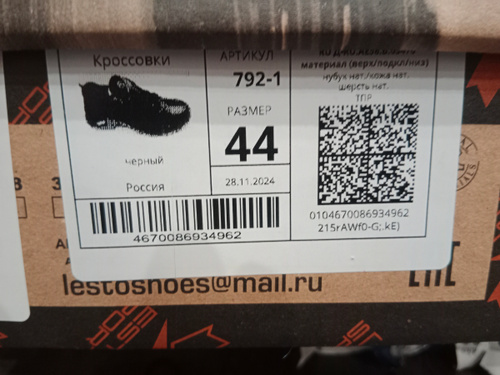 Кроссовки
АРТИКУЛ
792-1
РАЗМЕР
44
28.11.2024
черный
Россия
4670086934962
материал (верх/подкл/низ)
нубук нат./кожа нат.
шерсть нат.
ТПР
0104670086934962
215rAWf0-G;.kE)
lestoshoes@mail.ru
EAC